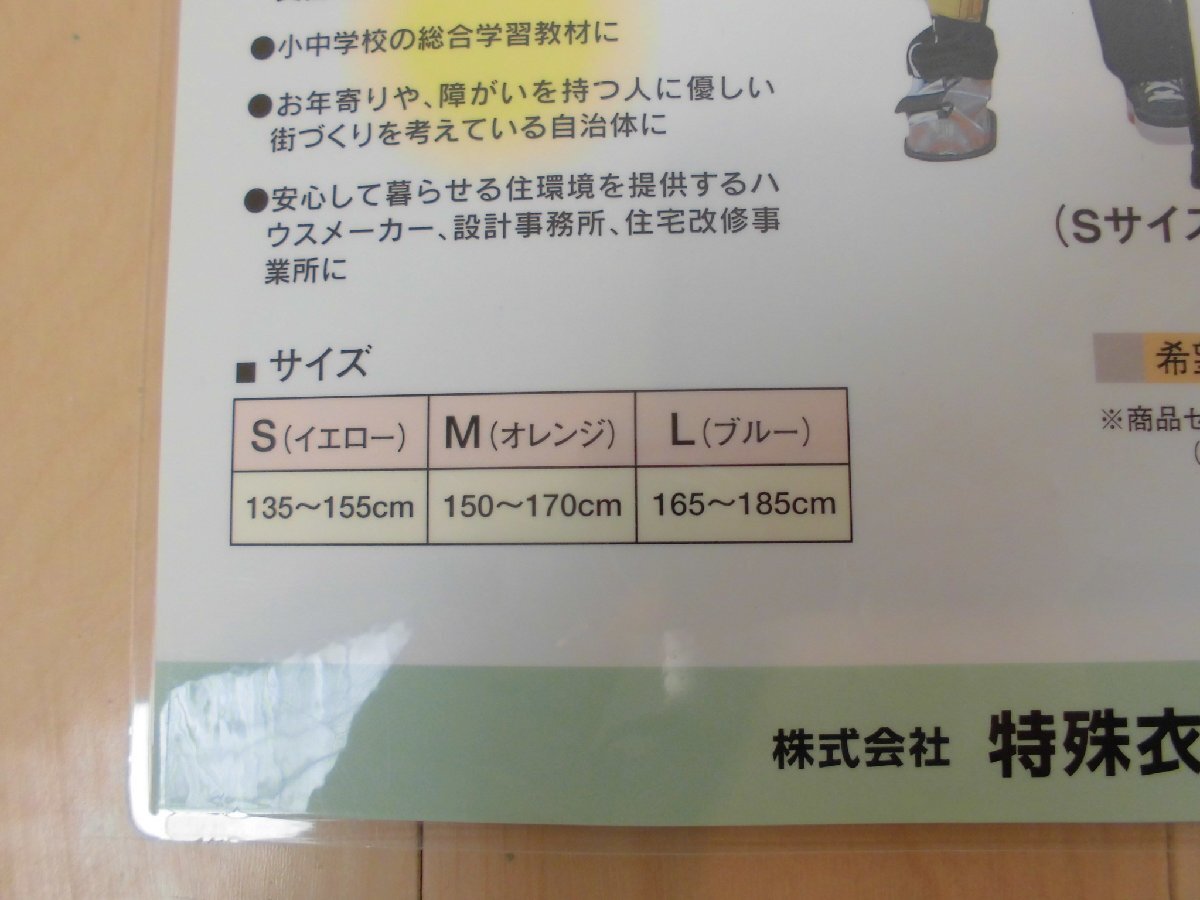 ●小中学校の総合学習教材に
●お年寄りや、障がいを持つ人に優しい
街づくりを考えている自治体に
●安心して暮らせる住環境を提供するハ
ウスメーカー、設計事務所、住宅改修事
業所に
(Sサイズ
■ サイズ
S(イエロー) M(オレンジ) L(ブルー)
135〜155cm 150〜170cm 165〜185cm
希望
※商品セ
(
株式会社 特殊衣